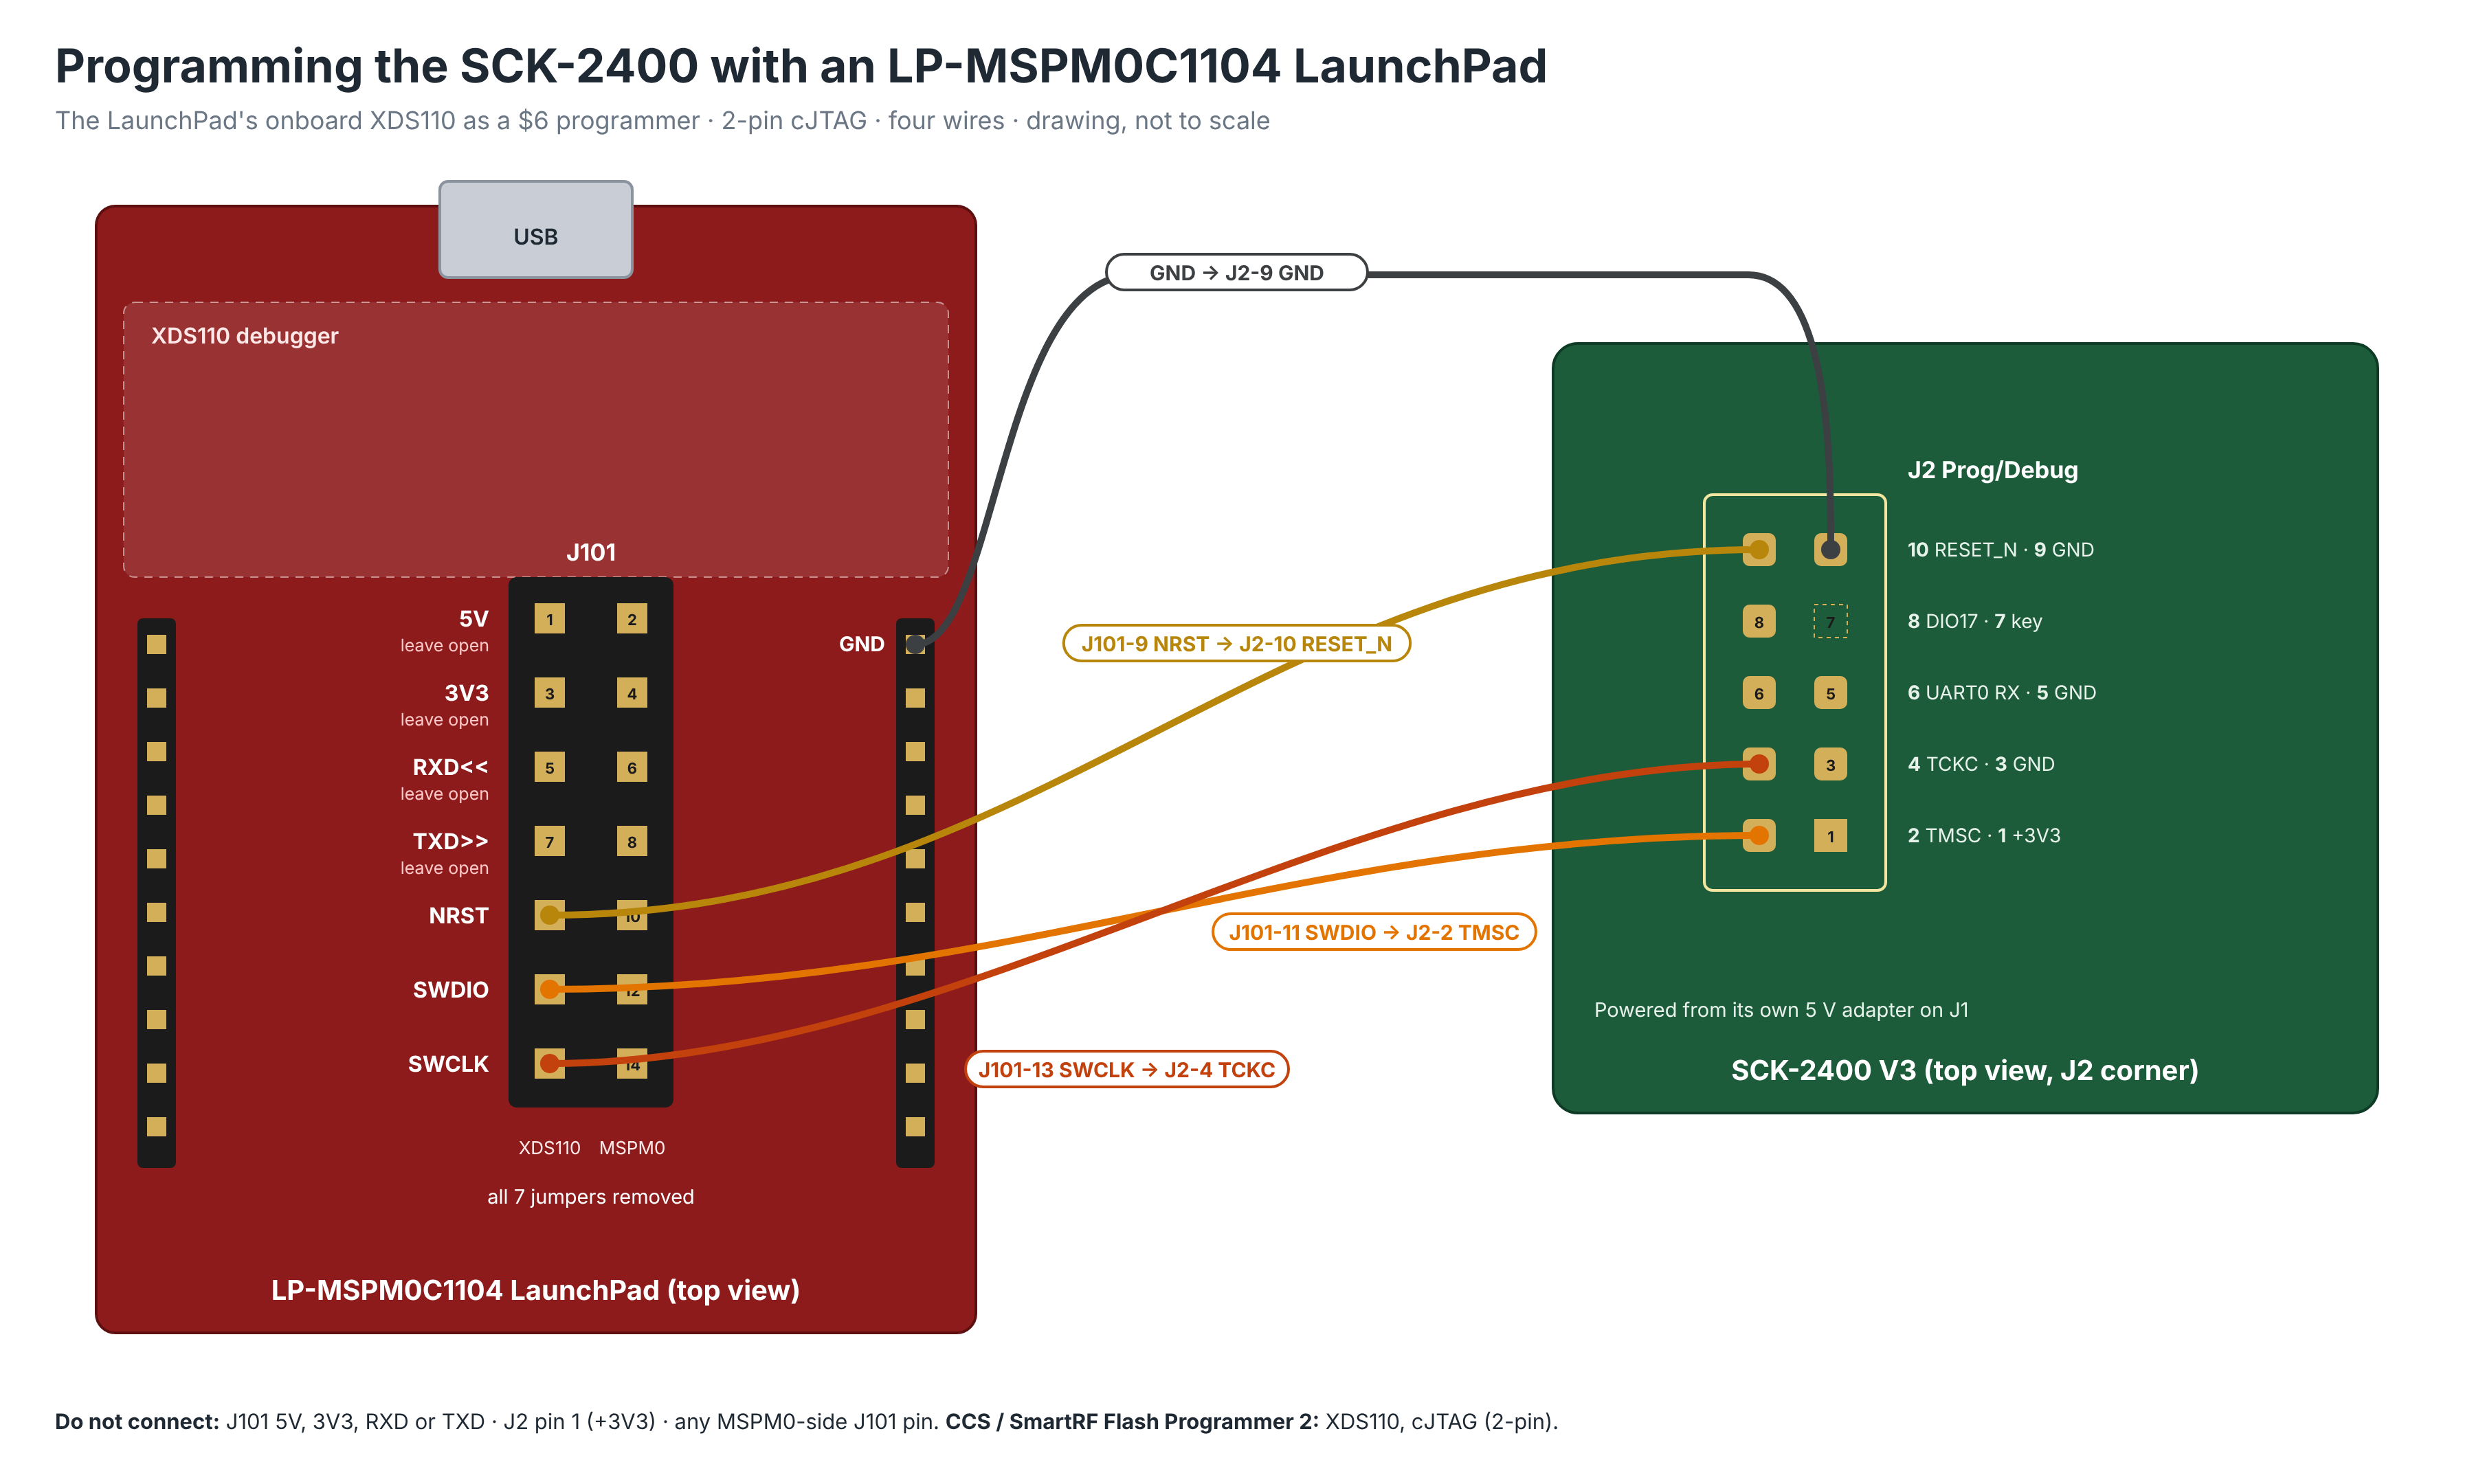 Programming the SCK-2400 with an LP-MSPM0C1104 LaunchPad
The LaunchPad's onboard XDS110 as a $6 programmer · 2-pin cJTAG · four wires · drawing, not to scale
USB
XDS110 debugger
J101
5V
leave open
1 2
3V3
leave open
3 4
RXD<<
leave open
5 6
TXD>>
leave open
7 8
NRST
10
SWDIO
12
SWCLK
14
XDS110 MSPM0
all 7 jumpers removed
GND
LP-MSPM0C1104 LaunchPad (top view)
GND → J2-9 GND
J101-9 NRST → J2-10 RESET_N
J101-11 SWDIO → J2-2 TMSC
J101-13 SWCLK → J2-4 TCKC
J2 Prog/Debug
10 RESET_N · 9 GND
8 7
8 DIO17 · 7 key
6 5
6 UART0 RX · 5 GND
3
4 TCKC · 3 GND
1
2 TMSC · 1 +3V3
Powered from its own 5 V adapter on J1
SCK-2400 V3 (top view, J2 corner)
Do not connect: J101 5V, 3V3, RXD or TXD · J2 pin 1 (+3V3) · any MSPM0-side J101 pin. CCS / SmartRF Flash Programmer 2: XDS110, cJTAG (2-pin).